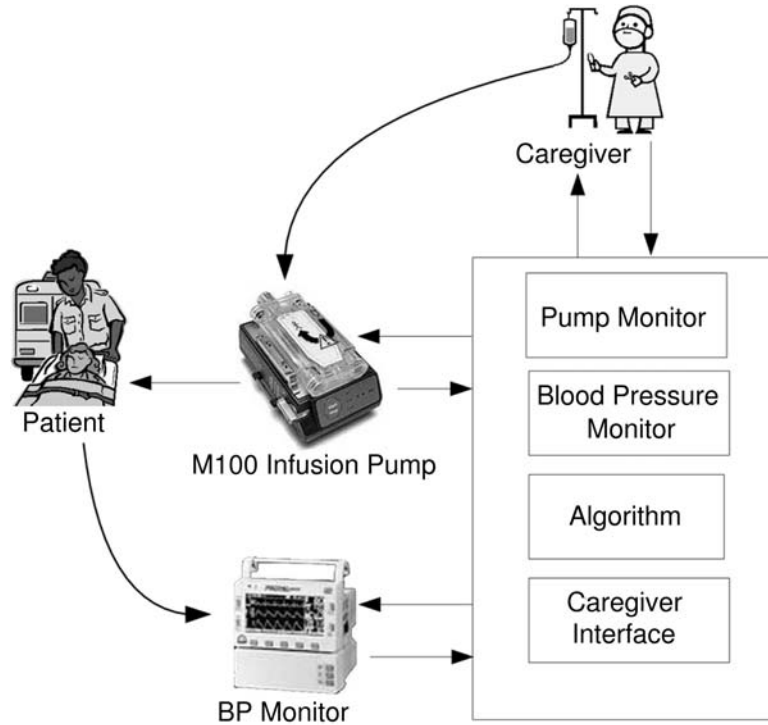 Caregiver
Pump Monitor
Blood Pressure
Monitor
Patient
M100 Infusion Pump
Algorithm
Caregiver
Interface
BP Monitor